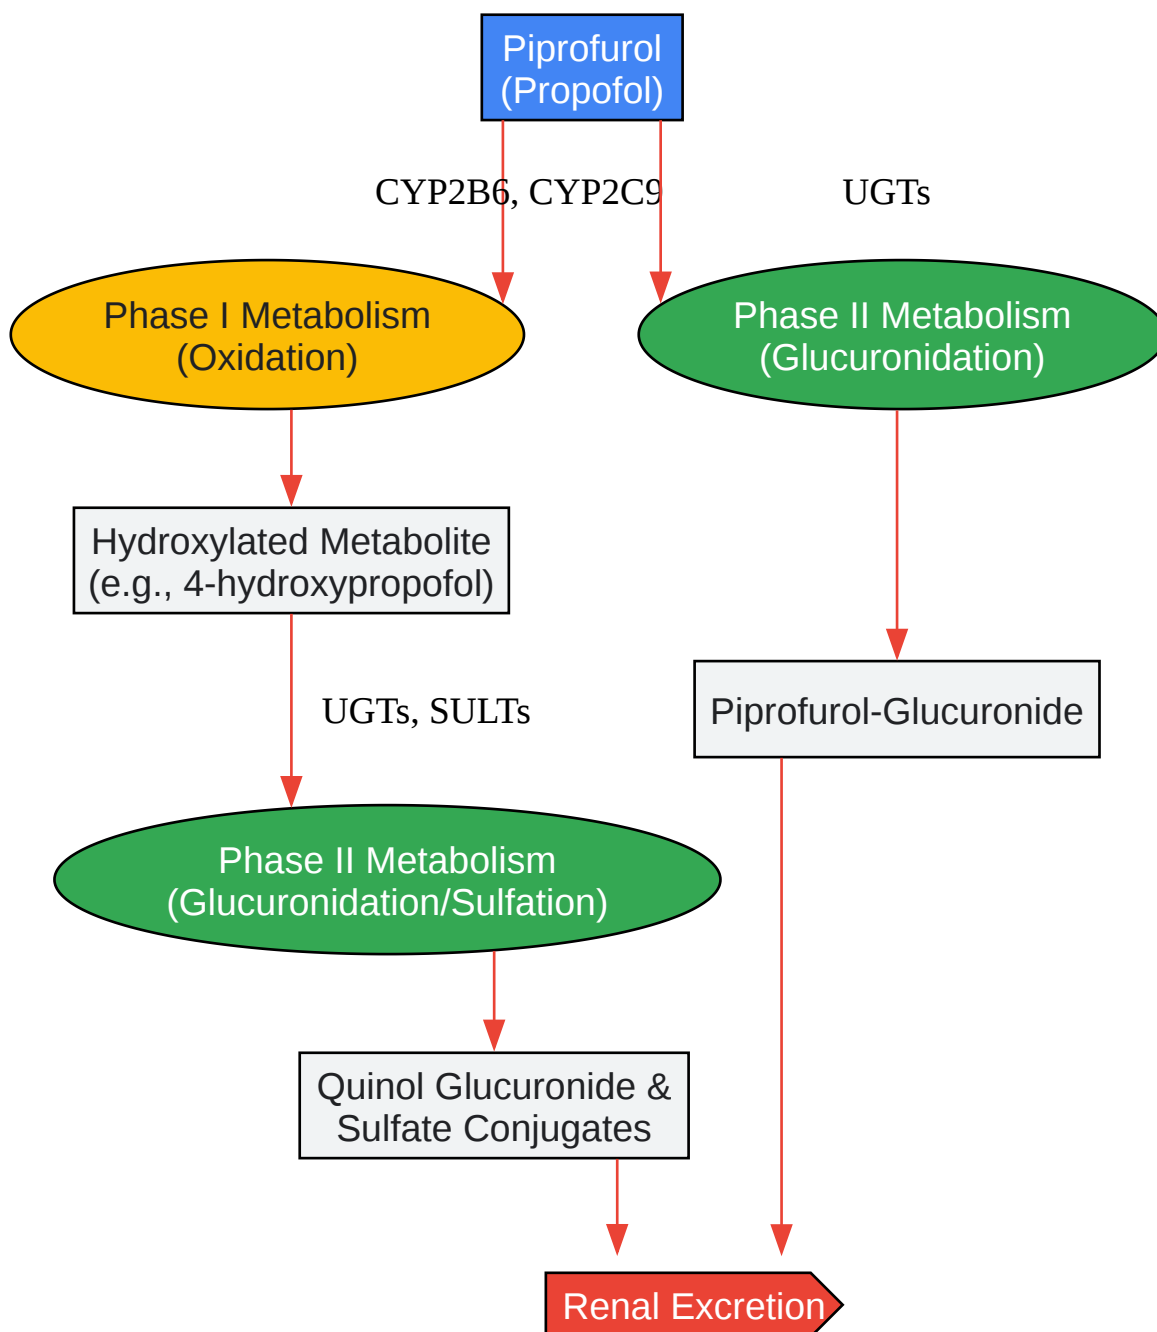 Piprofurol
(Propofol)
CYP2B6, CYP2C9
UGTs
Phase I Metabolism
(Oxidation)
Phase II Metabolism
(Glucuronidation)
Hydroxylated Metabolite
(e.g., 4-hydroxypropofol)
UGTs, SULTs
Piprofurol-Glucuronide
Phase II Metabolism
(Glucuronidation/Sulfation)
Quinol Glucuronide &
Sulfate Conjugates
Renal Excretion